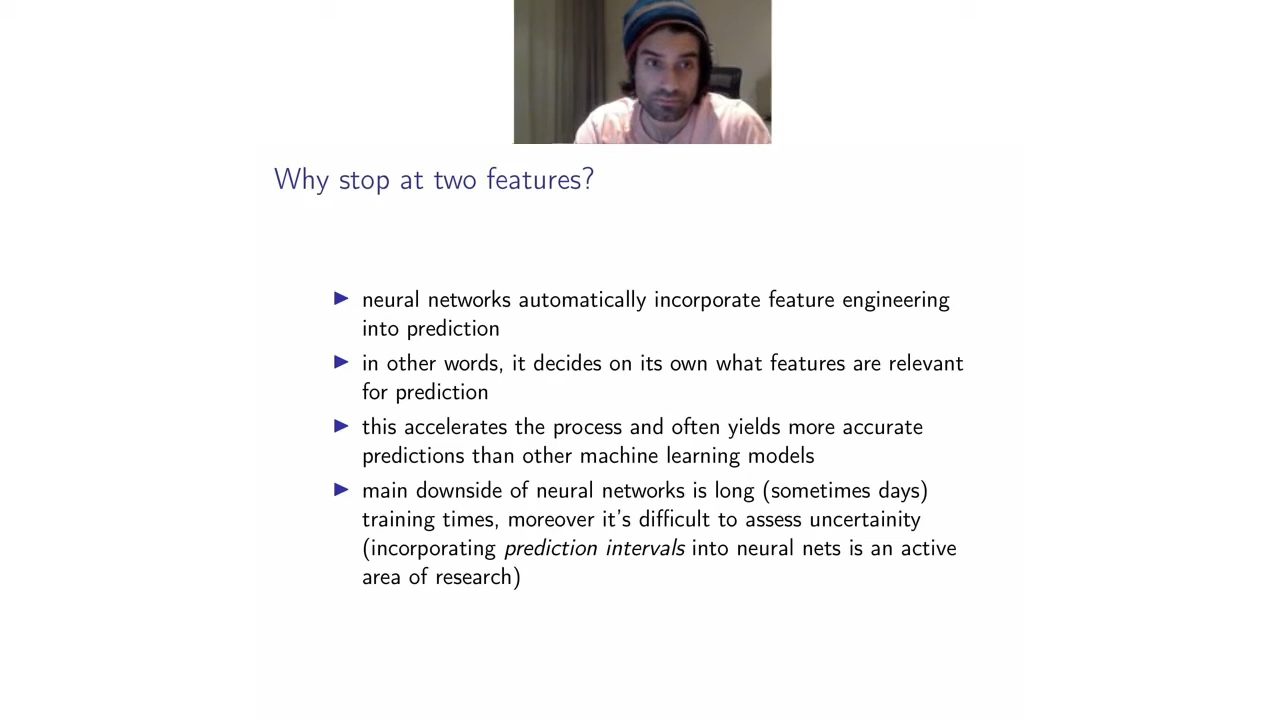 Why stop at two features?
▶ neural networks automatically incorporate feature engineering
into prediction
▶ in other words, it decides on its own what features are relevant
for prediction
▶ this accelerates the process and often yields more accurate
predictions than other machine learning models
▶ main downside of neural networks is long (sometimes days)
training times, moreover it's difficult to assess uncertainity
(incorporating prediction intervals into neural nets is an active
area of research)